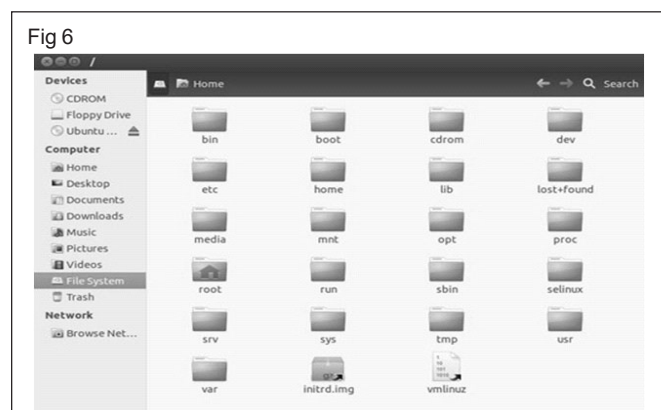 Fig 6
/
Devices
CDROM
Floppy Drive
Ubuntu ...
Computer
Home
Desktop
Documents
Downloads
Music
Pictures
Videos
File System
Trash
Network
Browse Net...
Home
Search
bin boot cdrom dev
etc home lib lost+found
media mnt opt proc
root run sbin selinux
srv sys tmp usr
var initrd.img vmlinuz